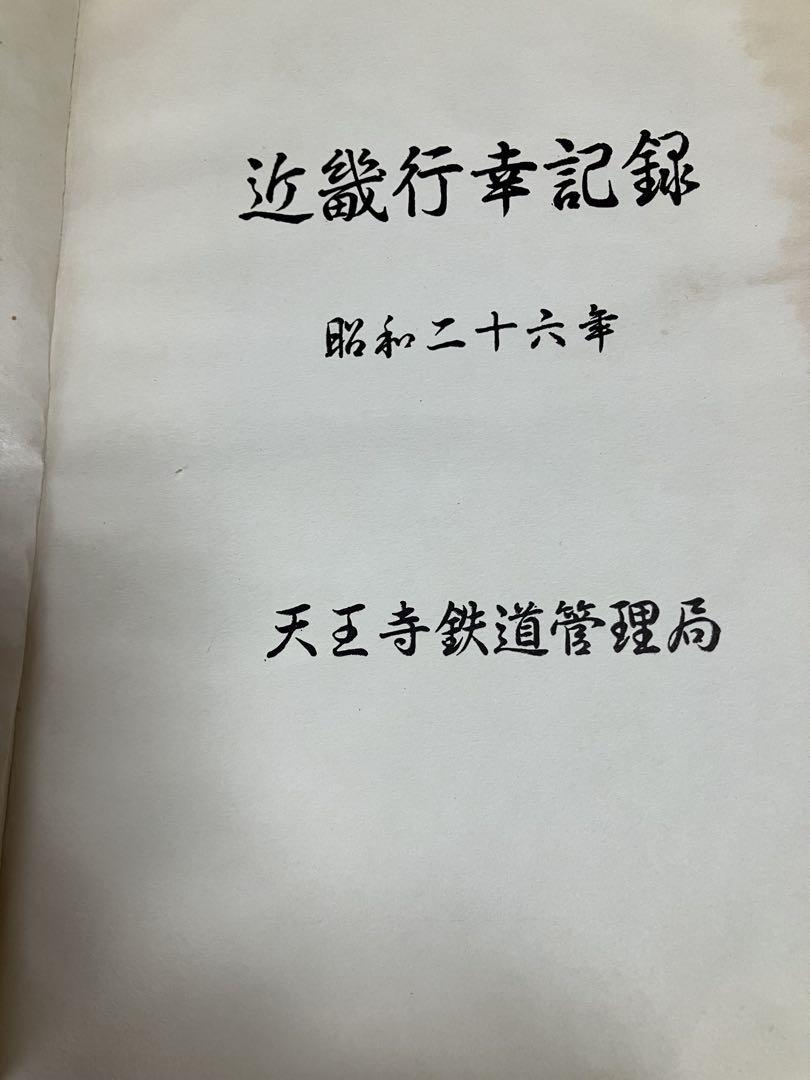 近畿行幸記録
昭和二十六年
天王寺鉄道管理局